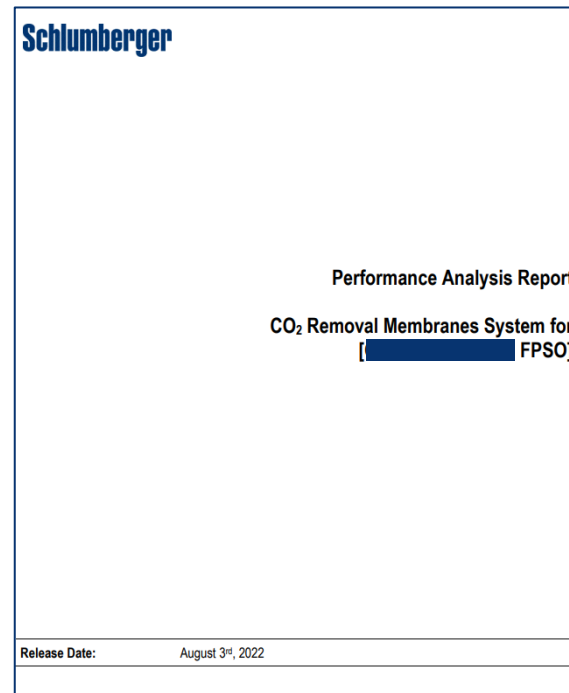 Schlumberger
Performance Analysis Report
CO₂ Removal Membranes System for
[ FPSO]
Release Date: August 3rd, 2022